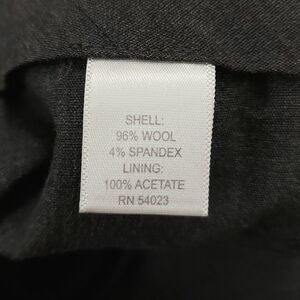 SHELL:
96% WOOL
4% SPANDEX
LINING:
100% ACETATE
RN 54023